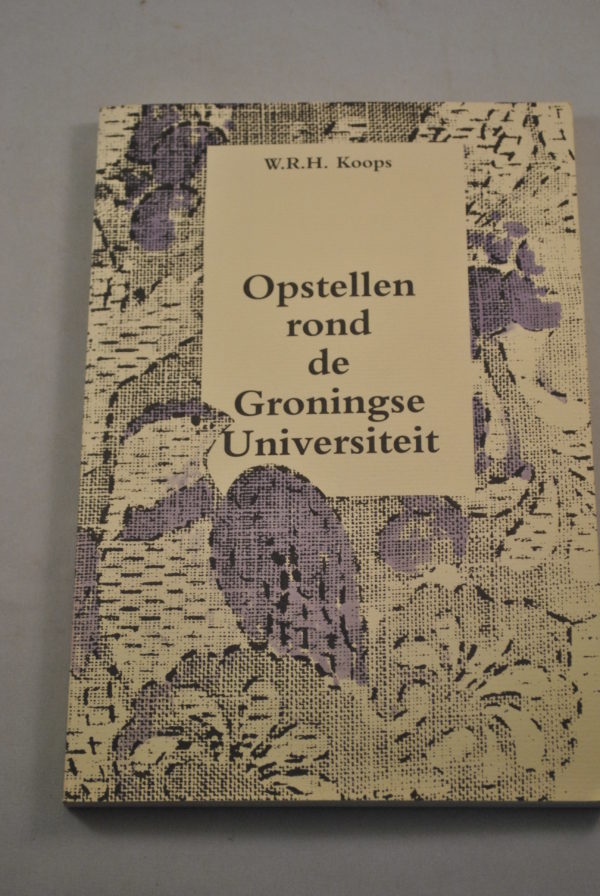 W.R.H. Koops
Opstellen
rond
de
Groningse
Universiteit